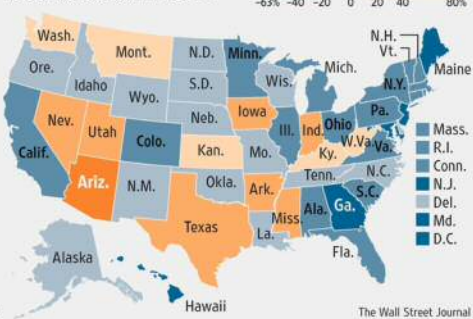 -63% -40 -20 0 20 40 60 80%
Wash.
Mont.
N.D.
Minn.
N.H.
Vt.
Maine
Ore.
Idaho
Wyo.
S.D.
Wis.
Mich.
N.Y.
Nev.
Utah
Colo.
Neb.
Iowa
Ill.
Ind.
Ohio
Pa.
Mass.
R.I.
Conn.
N.J.
Del.
Md.
D.C.
Calif.
Kan.
Mo.
Ky.
W.Va.
Va.
Ariz.
N.M.
Okla.
Ark.
Tenn.
N.C.
S.C.
Texas
La.
Miss.
Ala.
Ga.
Fla.
Alaska
Hawaii
The Wall Street Journal